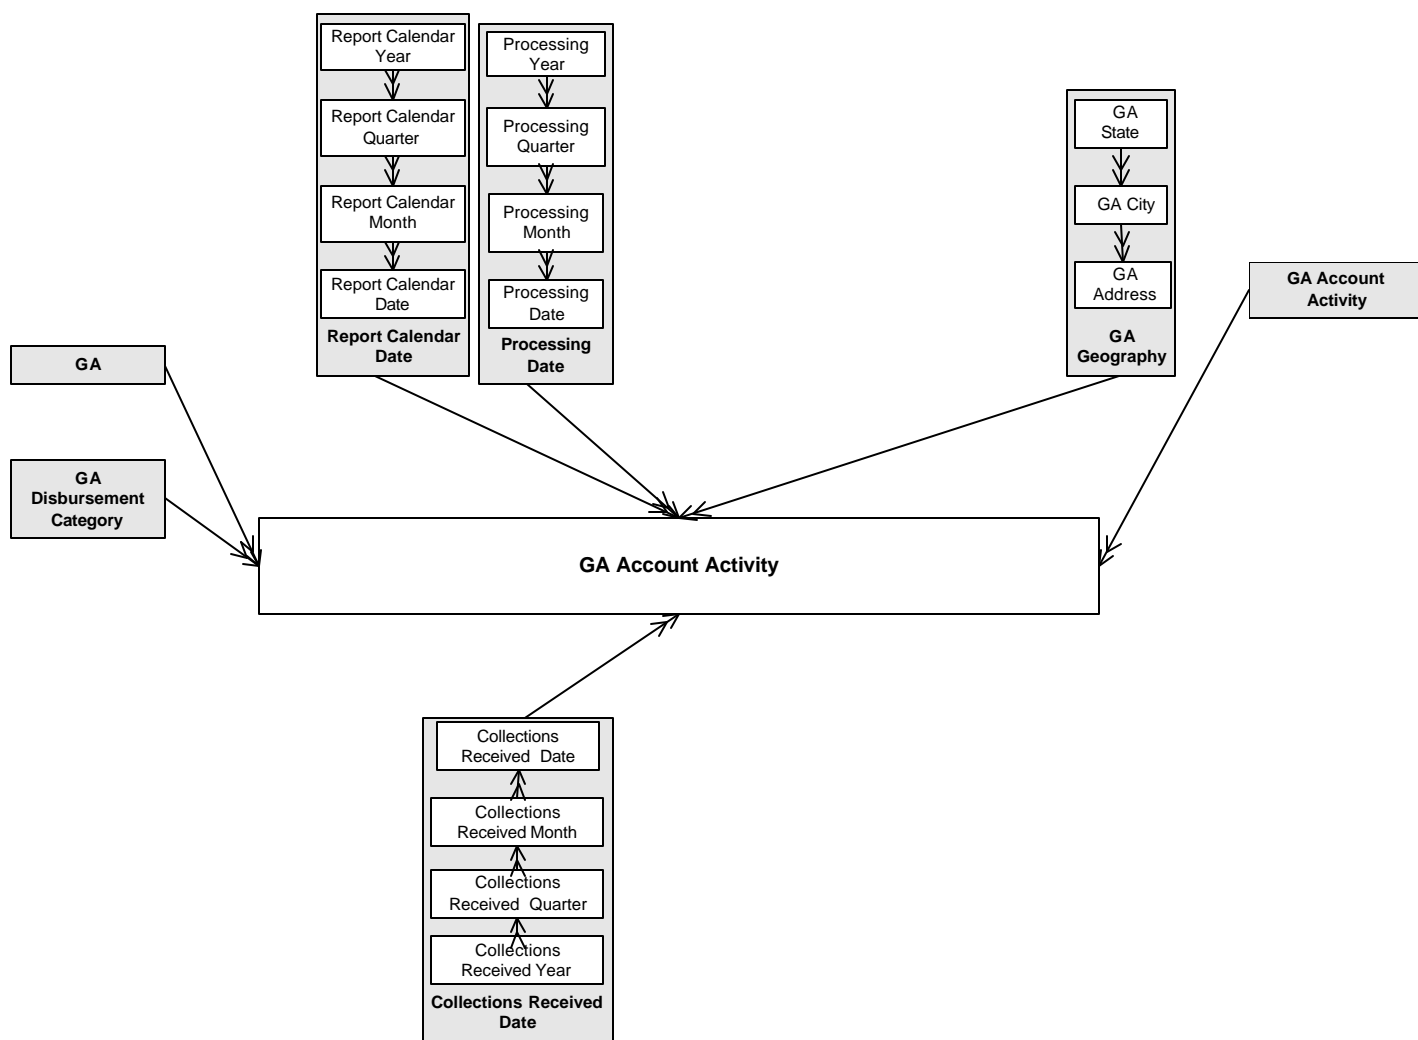 Report Calendar
Year
Report Calendar
Quarter
Report Calendar
Month
Report Calendar
Date
Report Calendar
Date
Processing
Year
Processing
Quarter
Processing
Month
Processing
Date
Processing
Date
GA
State
GA City
GA
Address
GA
Geography
GA Account
Activity
GA
GA
Disbursement
Category
GA Account Activity
Collections
Received Date
Collections
Received Month
Collections
Received Quarter
Collections
Received Year
Collections Received
Date